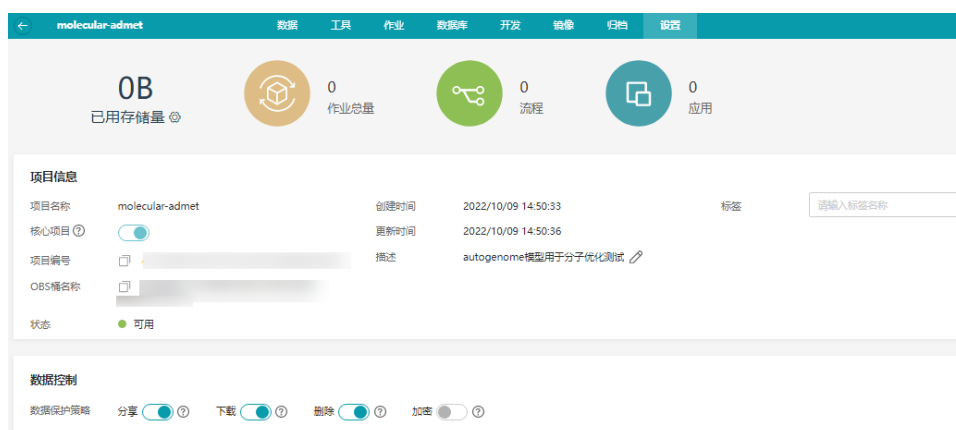 molecular-admet 数据 工具 作业 数据库 开发 镜像 归档 设置
0B
已用存储量
0
作业总量
0
流程
0
应用
项目信息
项目名称 molecular-admet 创建时间 2022/10/09 14:50:33 标签 请输入标签名称
核心项目 更新时间 2022/10/09 14:50:36
项目编号 描述 autogenome模型用于分子优化测试
OBS桶名称
状态 可用
数据控制
数据保护策略 分享 下载 删除 加密